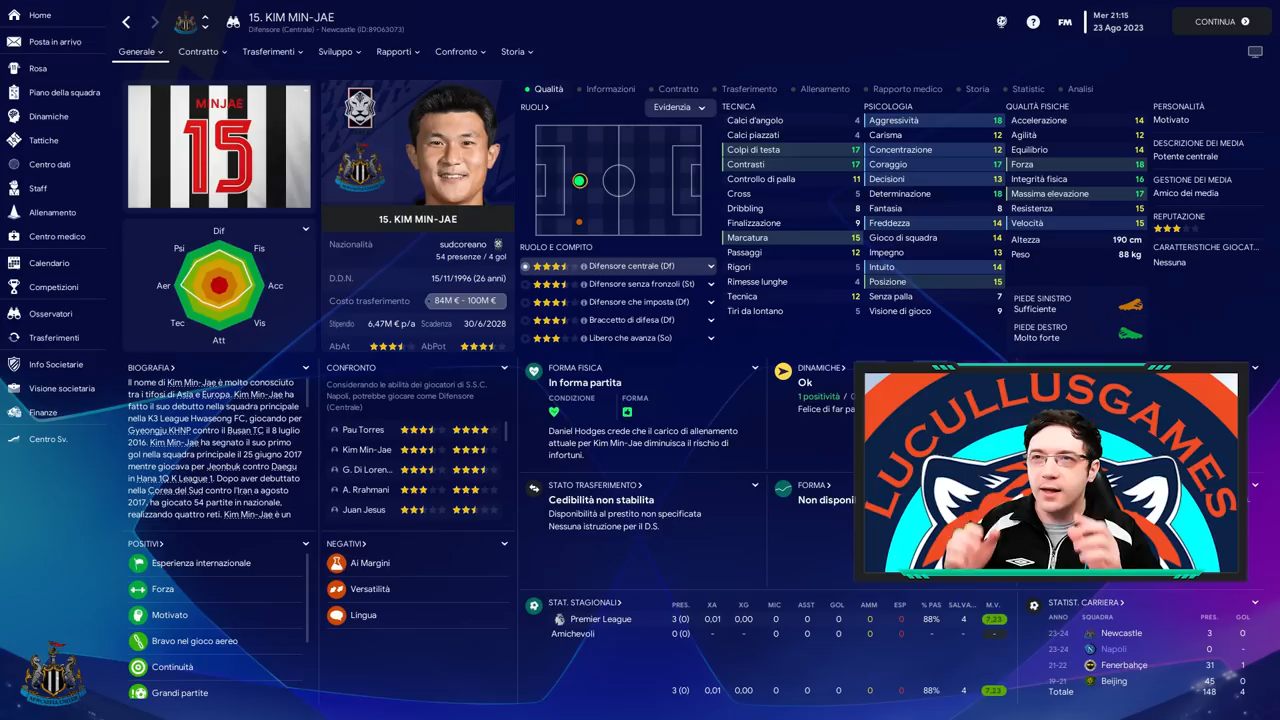 Home
Posta in arrivo
Rosa
Piano della squadra
Dinamiche
Tattiche
Centro dati
Staff
Allenamento
Centro medico
Calendario
Competizioni
Osservatori
Trasferimenti
Info Societarie
Visione societaria
Finanze
Centro Sv.
15. KIM MIN-JAE
Difensore (Centrale) - Newcastle (ID:89063073)
FM
Mer 21:15
23 Ago 2023
CONTINUA
Generale
Contratto
Trasferimenti
Sviluppo
Rapporti
Confronto
Storia
MINJAE
15
15. KIM MIN-JAE
Nazionalità sudcoreano
54 presenze / 4 gol
D.D.N. 15/11/1996 (26 anni)
Costo trasferimento 84M € - 100M €
Stipendio 6,47M € p/a Scadenza 30/6/2028
AbAt AbPot
Dif
Fis
Acc
Vis
Att
Tec
Aer
Psi
Qualità
Informazioni
Contratto
Trasferimento
Allenamento
Rapporto medico
Storia
Statistic
Analisi
RUOLI
Evidenzia
RUOLO E COMPITO
Difensore centrale (Df)
Difensore senza fronzoli (St)
Difensore che imposta (Df)
Braccetto di difesa (Df)
Libero che avanza (So)
TECNICA
Calci d'angolo 4
Calci piazzati 4
Colpi di testa 17
Contrasti 17
Controllo di palla 11
Cross 5
Dribbling 8
Finalizzazione 9
Marcatura 15
Passaggi 12
Rigori 5
Rimesse lunghe 4
Tecnica 12
Tiri da lontano 5
PSICOLOGIA
Aggressività 18
Carisma 12
Concentrazione 12
Coraggio 17
Decisioni 13
Determinazione 18
Fantasia 8
Freddezza 14
Gioco di squadra 14
Impegno 13
Intuito 14
Posizione 15
Senza palla 7
Visione di gioco 9
QUALITÀ FISICHE
Accelerazione 14
Agilità 12
Equilibrio 14
Forza 18
Integrità fisica 16
Massima elevazione 17
Resistenza 15
Velocità 15
Altezza 190 cm
Peso 88 kg
PIEDE SINISTRO
Sufficiente
PIEDE DESTRO
Molto forte
PERSONALITÀ
Motivato
DESCRIZIONE DEI MEDIA
Potente centrale
GESTIONE DEI MEDIA
Amico dei media
REPUTAZIONE
CARATTERISTICHE GIOCAT...
Nessuna
BIOGRAFIA
Il nome di Kim Min-Jae è molto conosciuto
tra i tifosi di Asia e Europa. Kim Min-Jae ha
fatto il suo debutto nella squadra principale
nella K3 League Hwaseong FC, giocando per
Gyeongju KHNP contro il Busan TC il 8 luglio
2016. Kim Min-Jae ha segnato il suo primo
gol nella squadra principale il 25 giugno 2017
mentre giocava per Jeonbukt contro Daegu
in Hana 1Q K League 1. Dopo aver debuttato
nella Corea del Sud contro l'Iran a agosto
2017, ha giocato 54 partite in nazionale,
realizzando quattro reti. Kim Min-Jae è un
CONFRONTO
Considerando le abilità dei giocatori di S.S.C.
Napoli, potrebbe giocare come Difensore
(Centrale)
Pau Torres
Kim Min-Jae
G. Di Loren...
A. Rrahmani
Juan Jesus
FORMA FISICA
In forma partita
CONDIZIONE FORMA
Daniel Hodges crede che il carico di allenamento
attuale per Kim Min-Jae diminuisca il rischio di
infortuni.
DINAMICHE
Ok
1 positività / 0
Felice di far pa
STATO TRASFERIMENTO
Cedibilità non stabilita
Disponibilità al prestito non specificata
Nessuna istruzione per il D.S.
FORMA
Non disponi
LUCULLUSGAMES
POSITIVI
Esperienza internazionale
Forza
Motivato
Bravo nel gioco aereo
Continuità
Grandi partite
NEGATIVI
Ai Margini
Versatilità
Lingua
STAT. STAGIONALI PRES. XA XG MIC ASST GOL AMM ESP % PAS SALVA... M.V.
Premier League 3 (0) 0,01 0,00 0 0 0 0 0 88% 4 7,23
Amichevoli 0 (0) - - 0 0 0 0 0 - - -
3 (0) 0,01 0,00 0 0 0 0 0 88% 4 7,23
STATIST. CARRIERA
ANNO SQUADRA PRES. GOL
23-24 Newcastle 3 0
23-24 Napoli 0 -
21-22 Fenerbahçe 31 1
19-21 Beijing 45 0
Totale 148 4